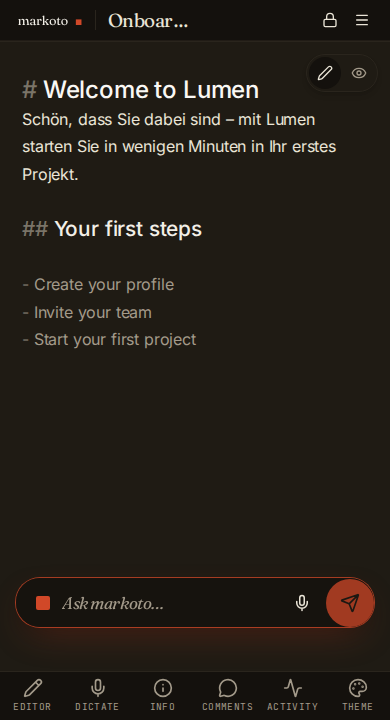 markoto
Onboar...
# Welcome to Lumen
Schön, dass Sie dabei sind – mit Lumen
starten Sie in wenigen Minuten in Ihr erstes
Projekt.
## Your first steps
- Create your profile
- Invite your team
- Start your first project
Ask markoto...
EDITOR
DICTATE
INFO
COMMENTS
ACTIVITY
THEME